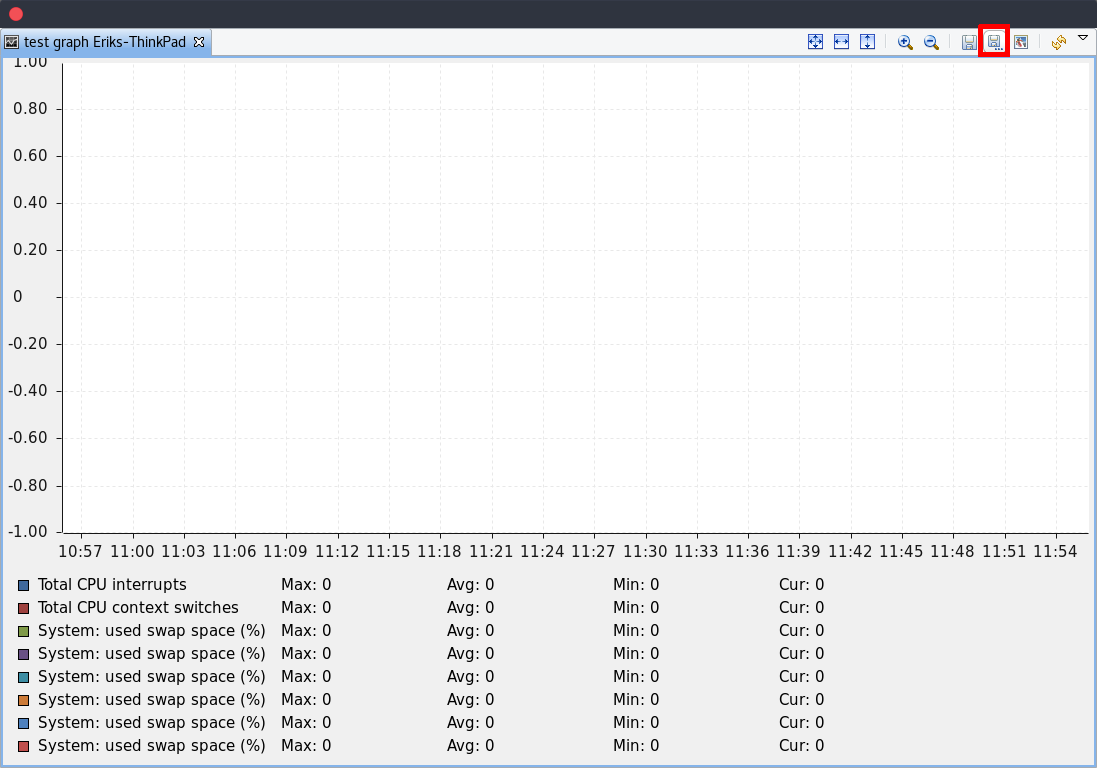 test graph Eriks-ThinkPad
1.00
0.80
0.60
0.40
0.20
0
-0.20
-0.40
-0.60
-0.80
-1.00
10:57 11:00 11:03 11:06 11:09 11:12 11:15 11:18 11:21 11:24 11:27 11:30 11:33 11:36 11:39 11:42 11:45 11:48 11:51 11:54
Total CPU interrupts Max: 0 Avg: 0 Min: 0 Cur: 0
Total CPU context switches Max: 0 Avg: 0 Min: 0 Cur: 0
System: used swap space (%) Max: 0 Avg: 0 Min: 0 Cur: 0
System: used swap space (%) Max: 0 Avg: 0 Min: 0 Cur: 0
System: used swap space (%) Max: 0 Avg: 0 Min: 0 Cur: 0
System: used swap space (%) Max: 0 Avg: 0 Min: 0 Cur: 0
System: used swap space (%) Max: 0 Avg: 0 Min: 0 Cur: 0
System: used swap space (%) Max: 0 Avg: 0 Min: 0 Cur: 0